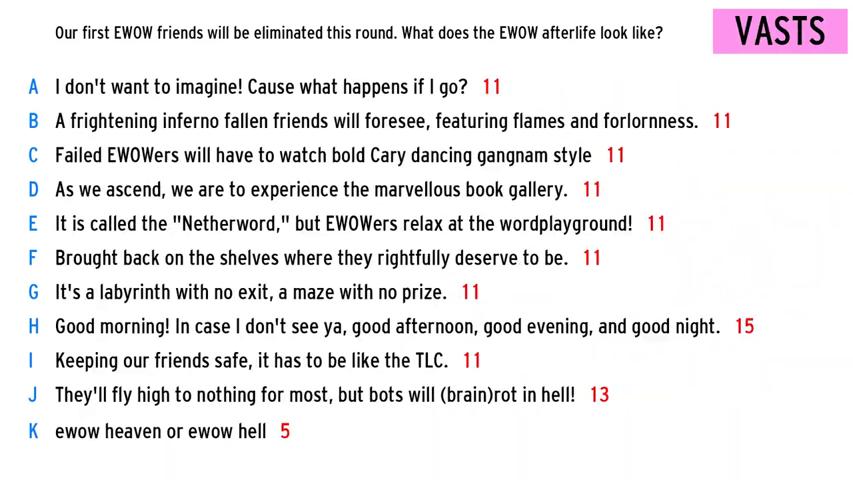 Our first EWOW friends will be eliminated this round. What does the EWOW afterlife look like?
VASTS
A I don't want to imagine! Cause what happens if I go? 11
B A frightening inferno fallen friends will foresee, featuring flames and forlornness. 11
C Failed EWOWers will have to watch bold Cary dancing gangnam style 11
D As we ascend, we are to experience the marvellous book gallery. 11
E It is called the "Netherword," but EWOWers relax at the wordplayground! 11
F Brought back on the shelves where they rightfully deserve to be. 11
G It's a labyrinth with no exit, a maze with no prize. 11
H Good morning! In case I don't see ya, good afternoon, good evening, and good night. 15
I Keeping our friends safe, it has to be like the TLC. 11
J They'll fly high to nothing for most, but bots will (brain)rot in hell! 13
K ewow heaven or ewow hell 5